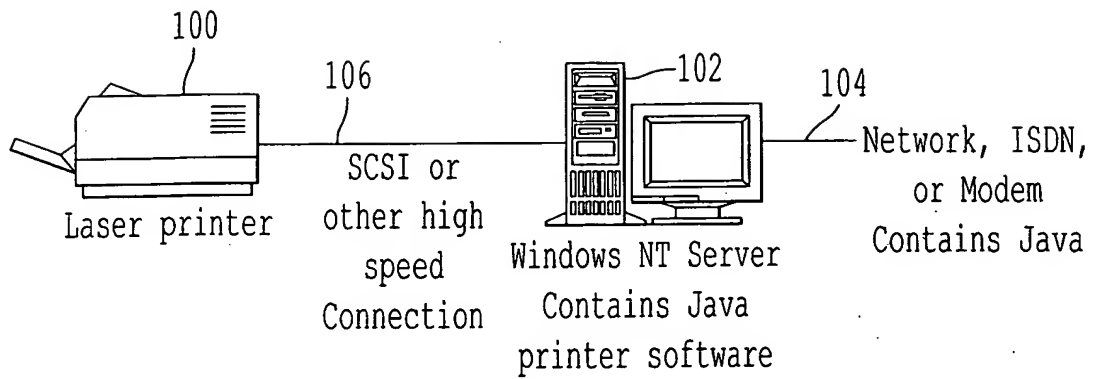 100
106
102
104
Laser printer
SCSI or
other high
speed
Connection
Windows NT Server
Contains Java
printer software
Network, ISDN,
or Modem
Contains Java